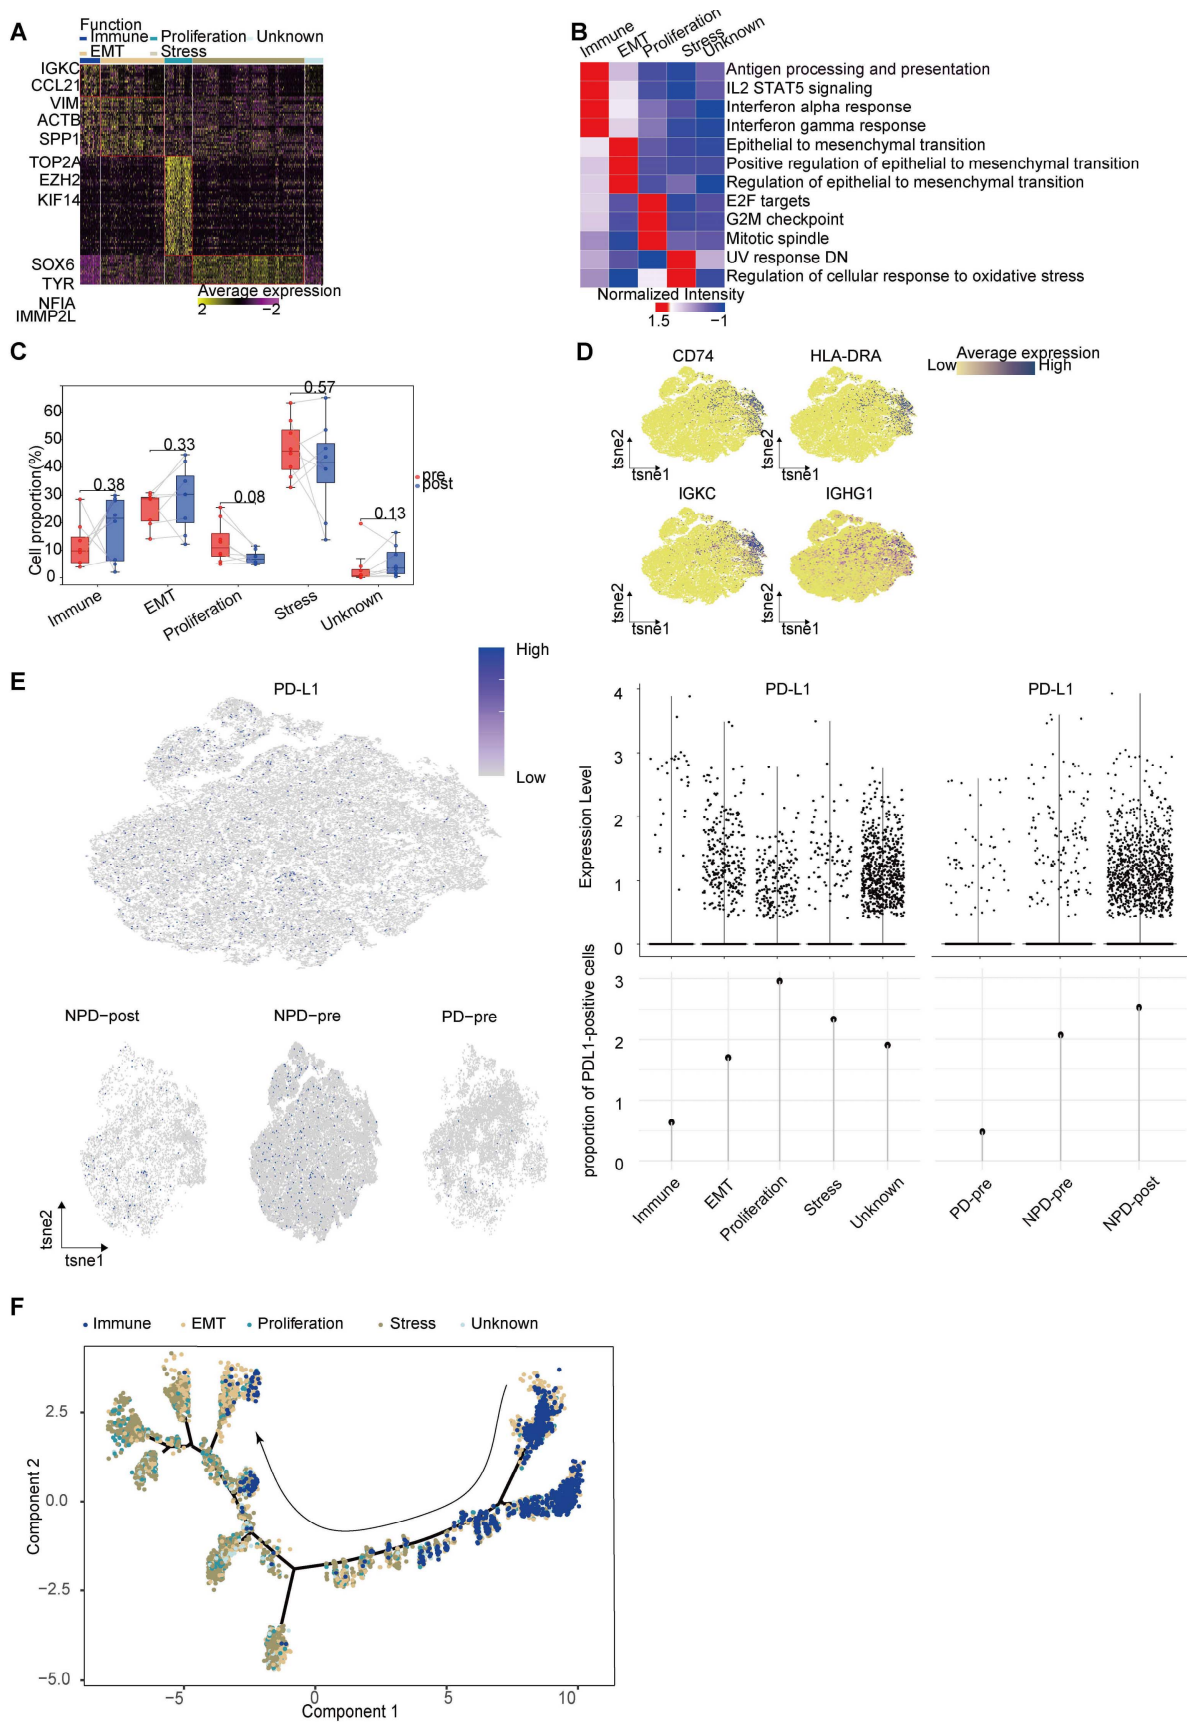 A
Function
Immune Proliferation Unknown
EMT Stress
IGKC
CCL21
VIM
ACTB
SPP1
TOP2A
EZH2
KIF14
SOX6
TYR
NFIA
IMMP2L
Average expression
2 −2
B
Immune EMT Proliferation Stress Unknown
Antigen processing and presentation
IL2 STAT5 signaling
Interferon alpha response
Interferon gamma response
Epithelial to mesenchymal transition
Positive regulation of epithelial to mesenchymal transition
Regulation of epithelial to mesenchymal transition
E2F targets
G2M checkpoint
Mitotic spindle
UV response DN
Regulation of cellular response to oxidative stress
Normalized Intensity
1.5 −1
C
Cell proportion(%)
60
50
40
30
20
10
0
0.38
0.33
0.08
0.57
0.13
pre
post
Immune EMT Proliferation Stress Unknown
D
CD74 HLA-DRA
Average expression
Low High
tsne2 tsne1 tsne2 tsne1
IGKC IGHG1
tsne2 tsne1 tsne2 tsne1
E
PD-L1
High
Low
NPD−post NPD−pre PD−pre
tsne2
tsne1
PD-L1 PD-L1
Expression Level
4
3
2
1
0
proportion of PDL1-positive cells
3
2
1
0
Immune EMT Proliferation Stress Unknown
PD-pre NPD-pre NPD-post
F
Immune EMT Proliferation Stress Unknown
Component 2
2.5
0.0
−2.5
−5.0
−5 0 5 10
Component 1